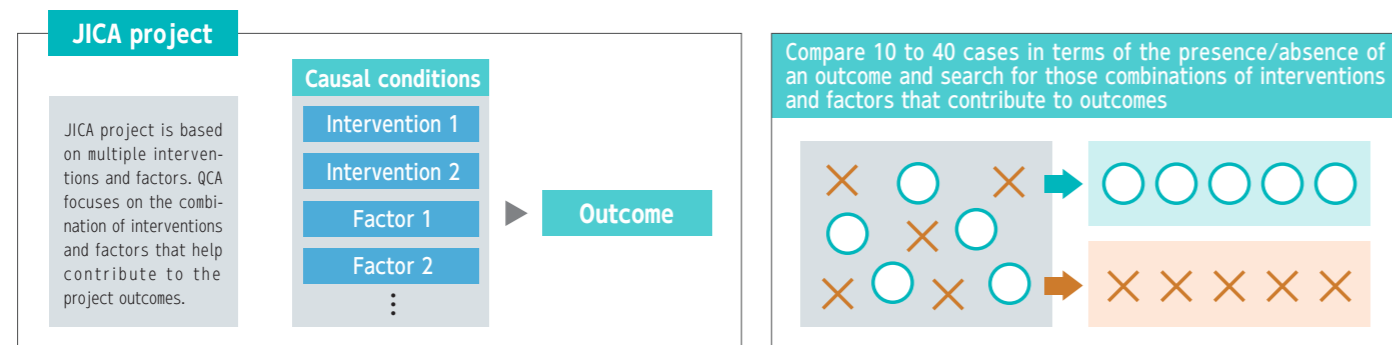 JICA project
JICA project is based
on multiple interven-
tions and factors. QCA
focuses on the combi-
nation of interventions
and factors that help
contribute to the
project outcomes.
Causal conditions
Intervention 1
Intervention 2
Factor 1
Factor 2
⋮
Outcome
Compare 10 to 40 cases in terms of the presence/absence of
an outcome and search for those combinations of interventions
and factors that contribute to outcomes